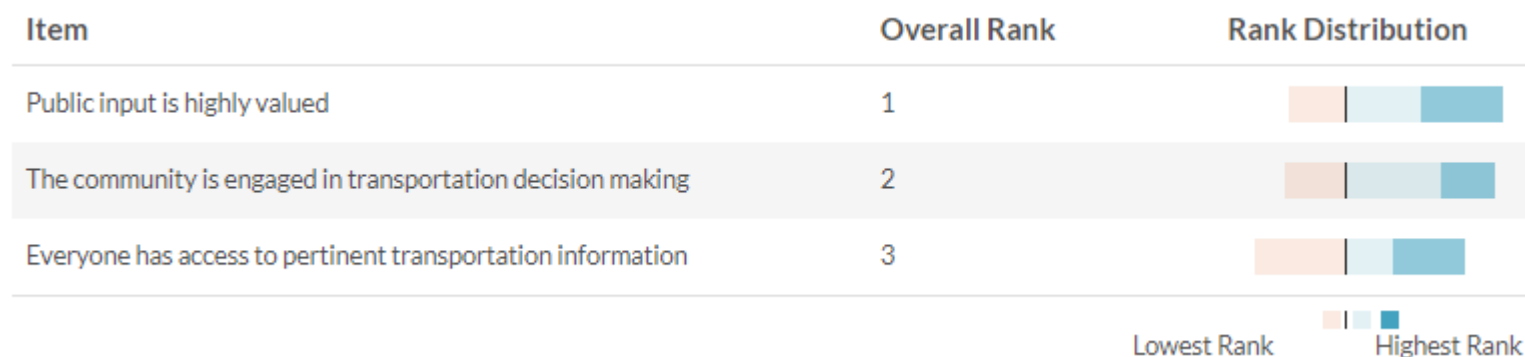 Item Overall Rank Rank Distribution
Public input is highly valued 1
The community is engaged in transportation decision making 2
Everyone has access to pertinent transportation information 3
Lowest Rank Highest Rank